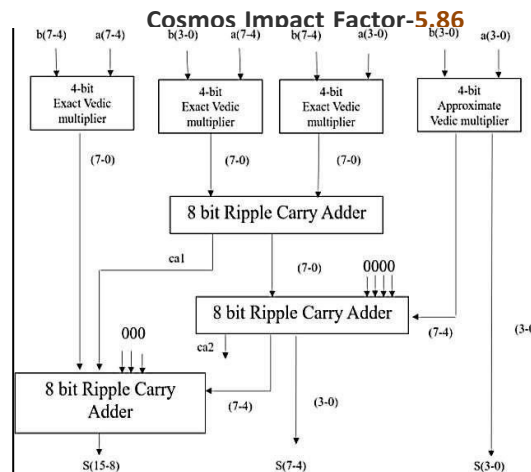 Cosmos Impact Factor-5.86
b(7-4) a(7-4) b(3-0) a(7-4) b(7-4) a(3-0) b(3-0) a(3-0)
4-bit Exact Vedic multiplier
4-bit Exact Vedic multiplier
4-bit Exact Vedic multiplier
4-bit Approximate Vedic multiplier
(7-0) (7-0) (7-0)
8 bit Ripple Carry Adder
ca1 (7-0) 0000
8 bit Ripple Carry Adder
(7-4) (3-0
000 ca2
8 bit Ripple Carry Adder
(7-4) (3-0)
S(15-8) S(7-4) S(3-0)